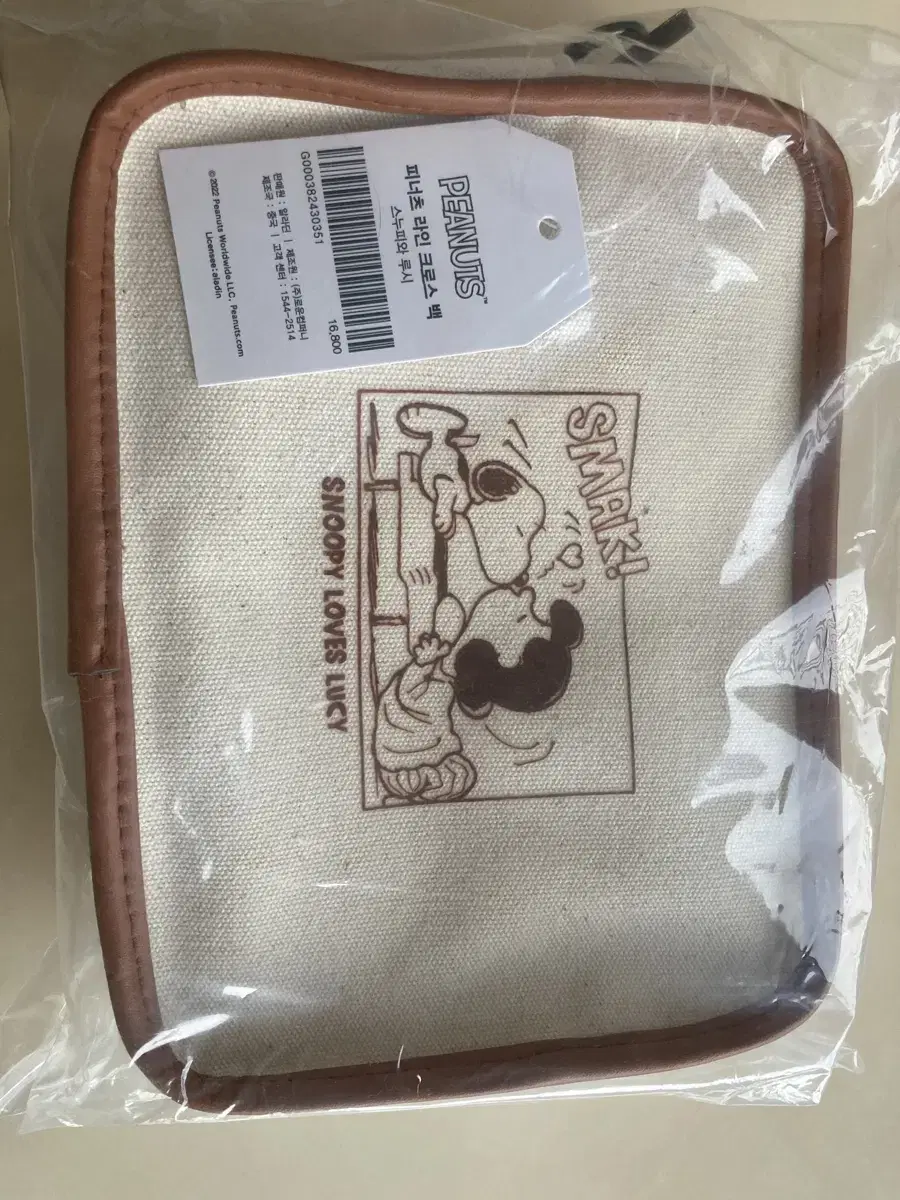 PEANUTS™
피너츠 라인 크로스 백
스누피와 루시
16,800
G000382430351
판매원 : 알라딘 | 제조원 : (주)로운컴퍼니
제조국 : 중국 | 고객 센터 : 1544-2514
© 2022 Peanuts Worldwide LLC, Peanuts.com
Licensee:aladin
SMAK!
SNOOPY LOVES LUCY